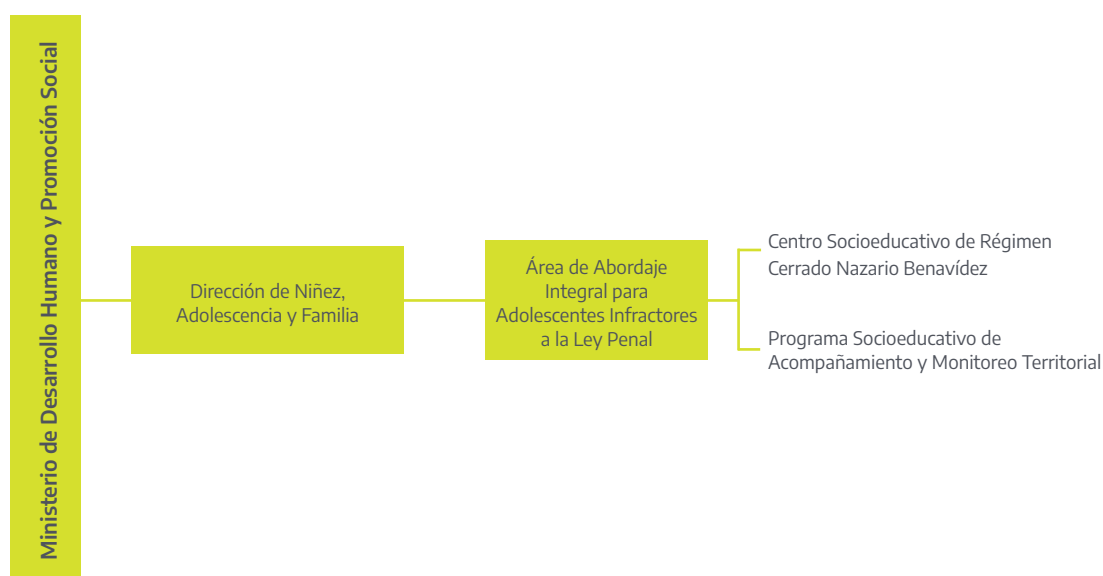 Ministerio de Desarrollo Humano y Promoción Social
Dirección de Niñez,
Adolescencia y Familia
Área de Abordaje
Integral para
Adolescentes Infractores
a la Ley Penal
Centro Socioeducativo de Régimen
Cerrado Nazario Benavídez
Programa Socioeducativo de
Acompañamiento y Monitoreo Territorial